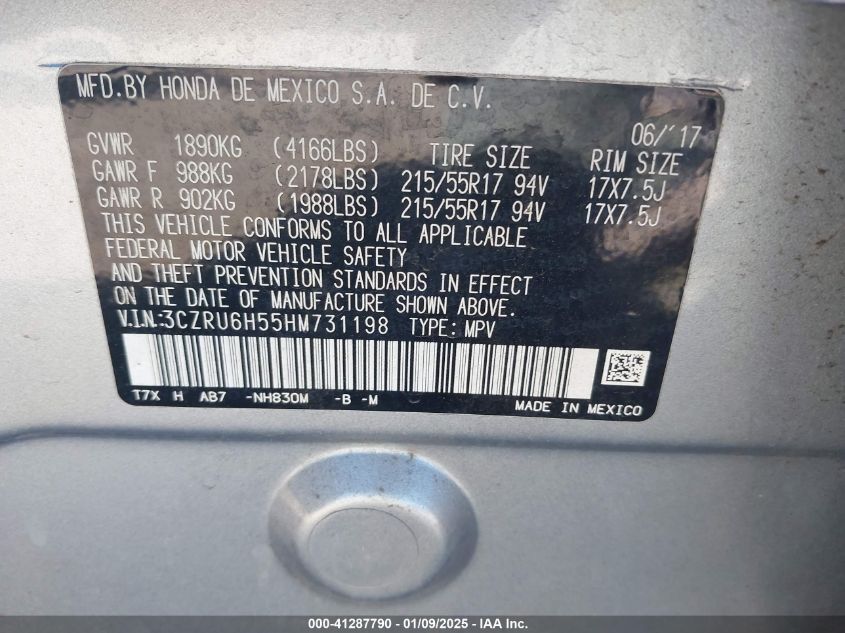 MFD.BY HONDA DE MEXICO S.A. DE C.V.
06/'17
GVWR 1890KG (4166LBS) TIRE SIZE RIM SIZE
GAWR F 988KG (2178LBS) 215/55R17 94V 17X7.5J
GAWR R 902KG (1988LBS) 215/55R17 94V 17X7.5J
THIS VEHICLE CONFORMS TO ALL APPLICABLE
FEDERAL MOTOR VEHICLE SAFETY
AND THEFT PREVENTION STANDARDS IN EFFECT
ON THE DATE OF MANUFACTURE SHOWN ABOVE.
V.I.N:3CZRU6H55HM731198 TYPE: MPV
T7X H AB7 -NH830M -B -M
MADE IN MEXICO
000-41287790 - 01/09/2025 - IAA Inc.